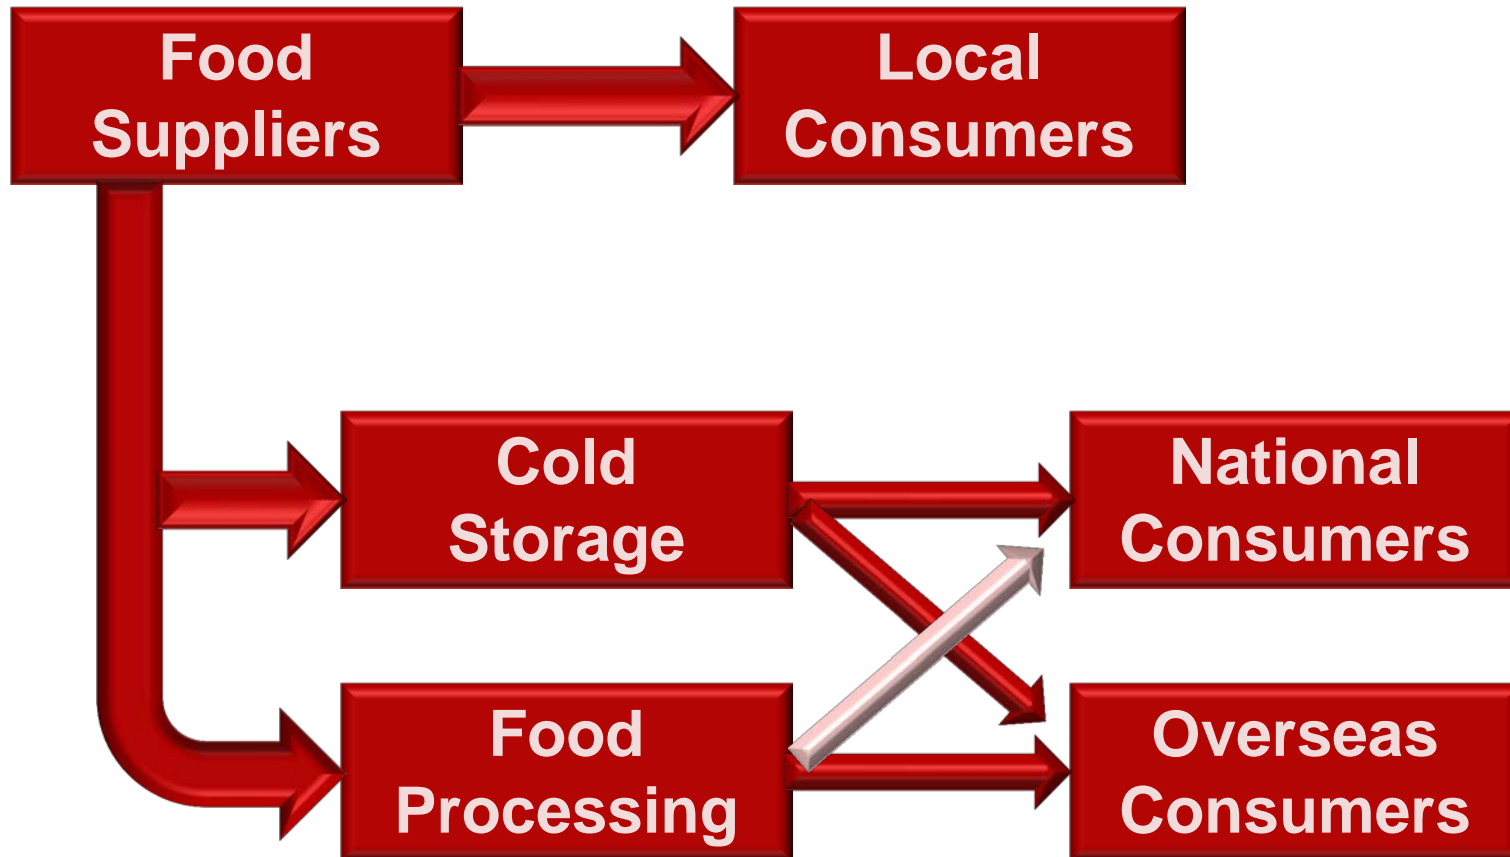 Food
Suppliers
Local
Consumers
Cold
Storage
National
Consumers
Food
Processing
Overseas
Consumers